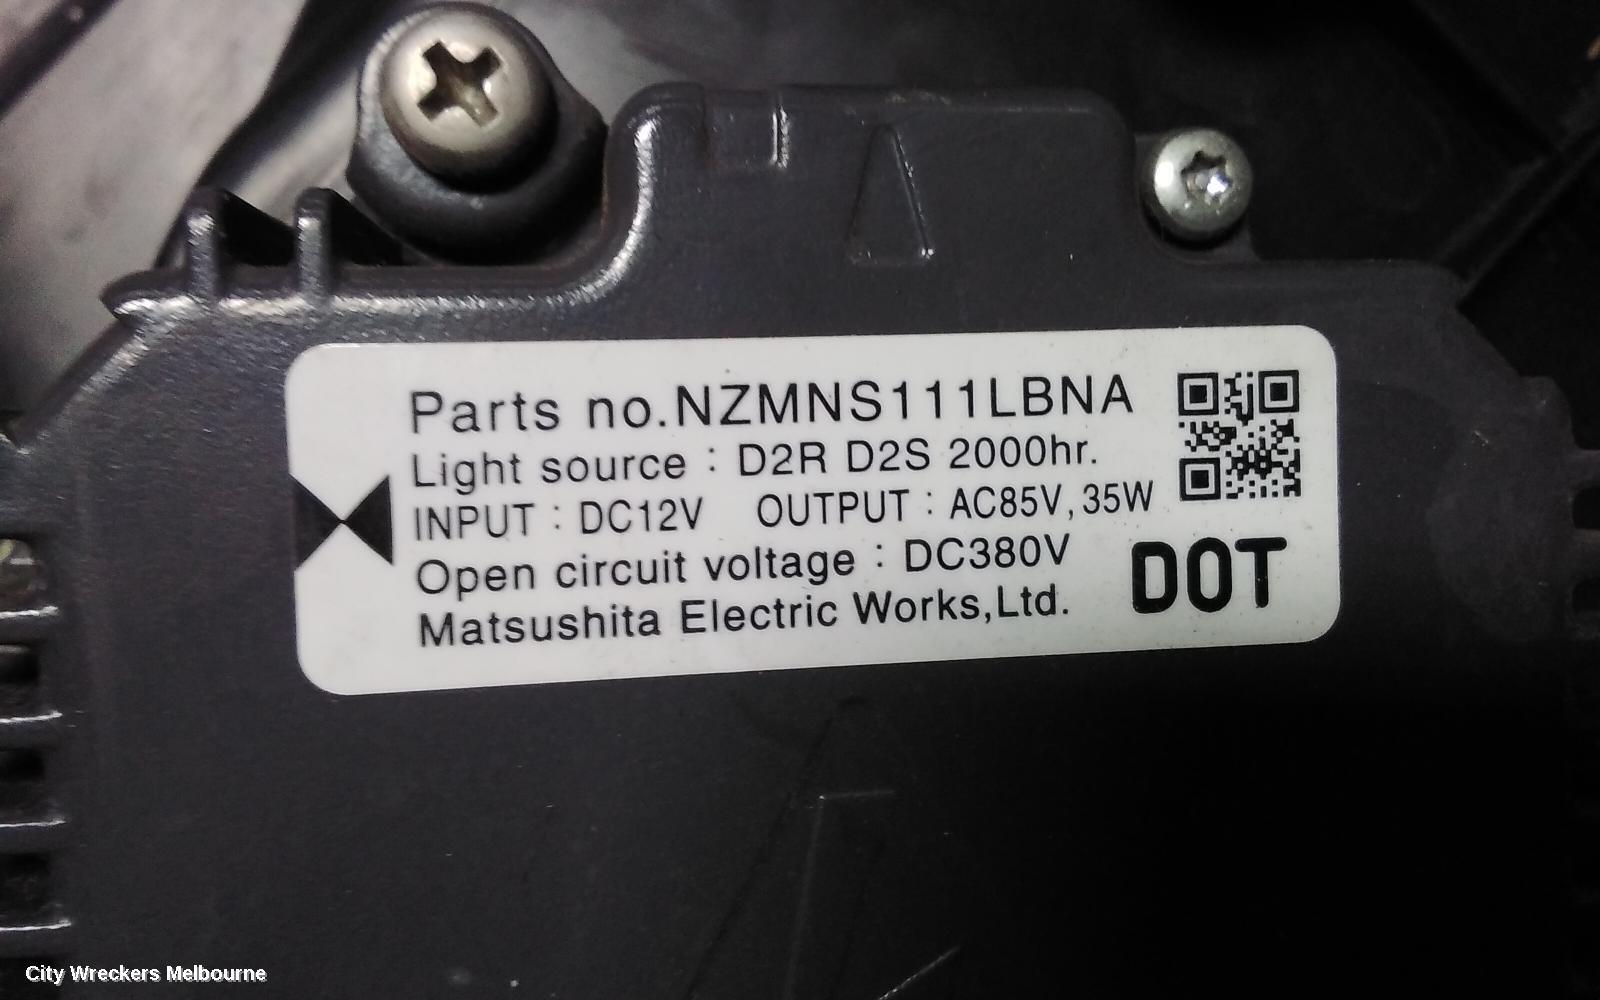 Parts no.NZMNS111LBNA
Light source : D2R D2S 2000hr.
INPUT : DC12V OUTPUT : AC85V,35W
Open circuit voltage : DC380V
DOT
Matsushita Electric Works,Ltd.
City Wreckers Melbourne